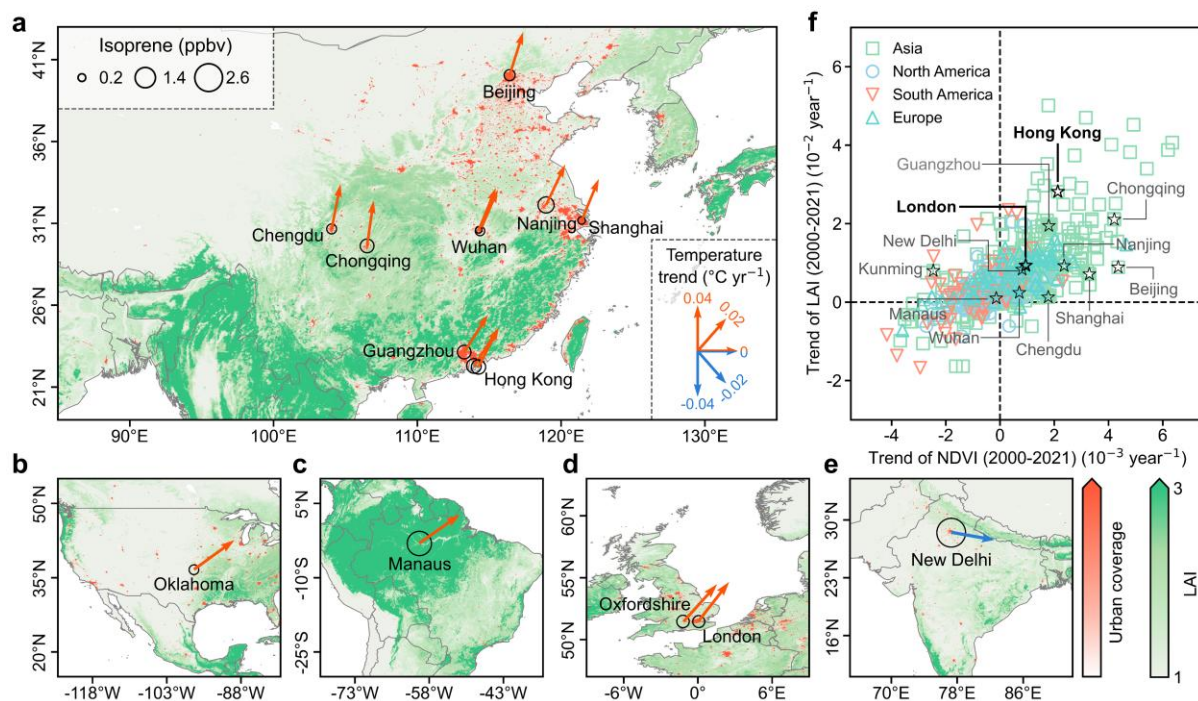 a
Isoprene (ppbv)
0.2 1.4 2.6
41°N
36°N
31°N
26°N
21°N
90°E 100°E 110°E 120°E 130°E
Beijing
Chengdu
Chongqing
Wuhan
Nanjing
Shanghai
Guangzhou
Hong Kong
Temperature
trend (°C yr⁻¹)
0.04
0.02
0
-0.02
-0.04
f
Trend of LAI (2000-2021) (10⁻² year⁻¹)
6
4
2
0
-2
-4 -2 0 2 4 6
Trend of NDVI (2000-2021) (10⁻³ year⁻¹)
Asia
North America
South America
Europe
Hong Kong
Guangzhou
Chongqing
London
New Delhi
Nanjing
Kunming
Beijing
Manaus
Shanghai
Wuhan
Chengdu
b
50°N
35°N
20°N
-118°W -103°W -88°W
Oklahoma
c
5°N
-10°S
-25°S
-73°W -58°W -43°W
Manaus
d
60°N
55°N
50°N
-6°W 0° 6°E
Oxfordshire
London
e
30°N
23°N
16°N
70°E 78°E 86°E
New Delhi
Urban coverage
3
LAI
1